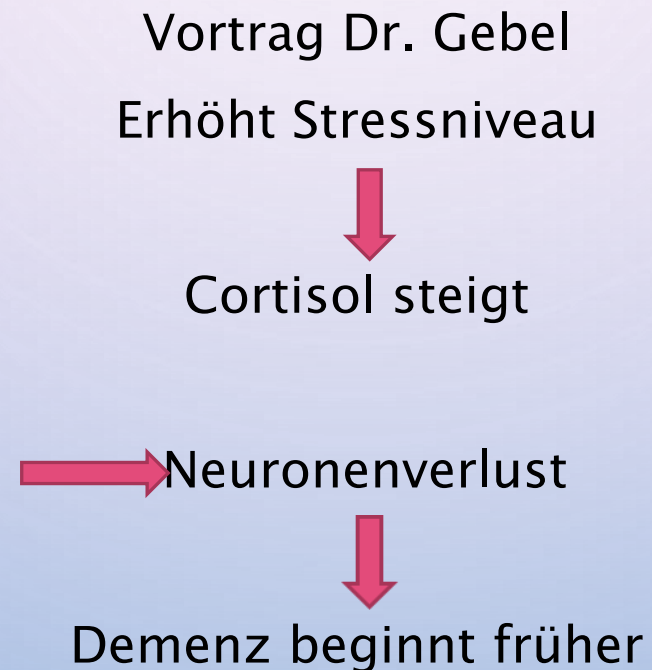 Vortrag Dr. Gebel
Erhöht Stressniveau
Cortisol steigt
Neuronenverlust
Demenz beginnt früher